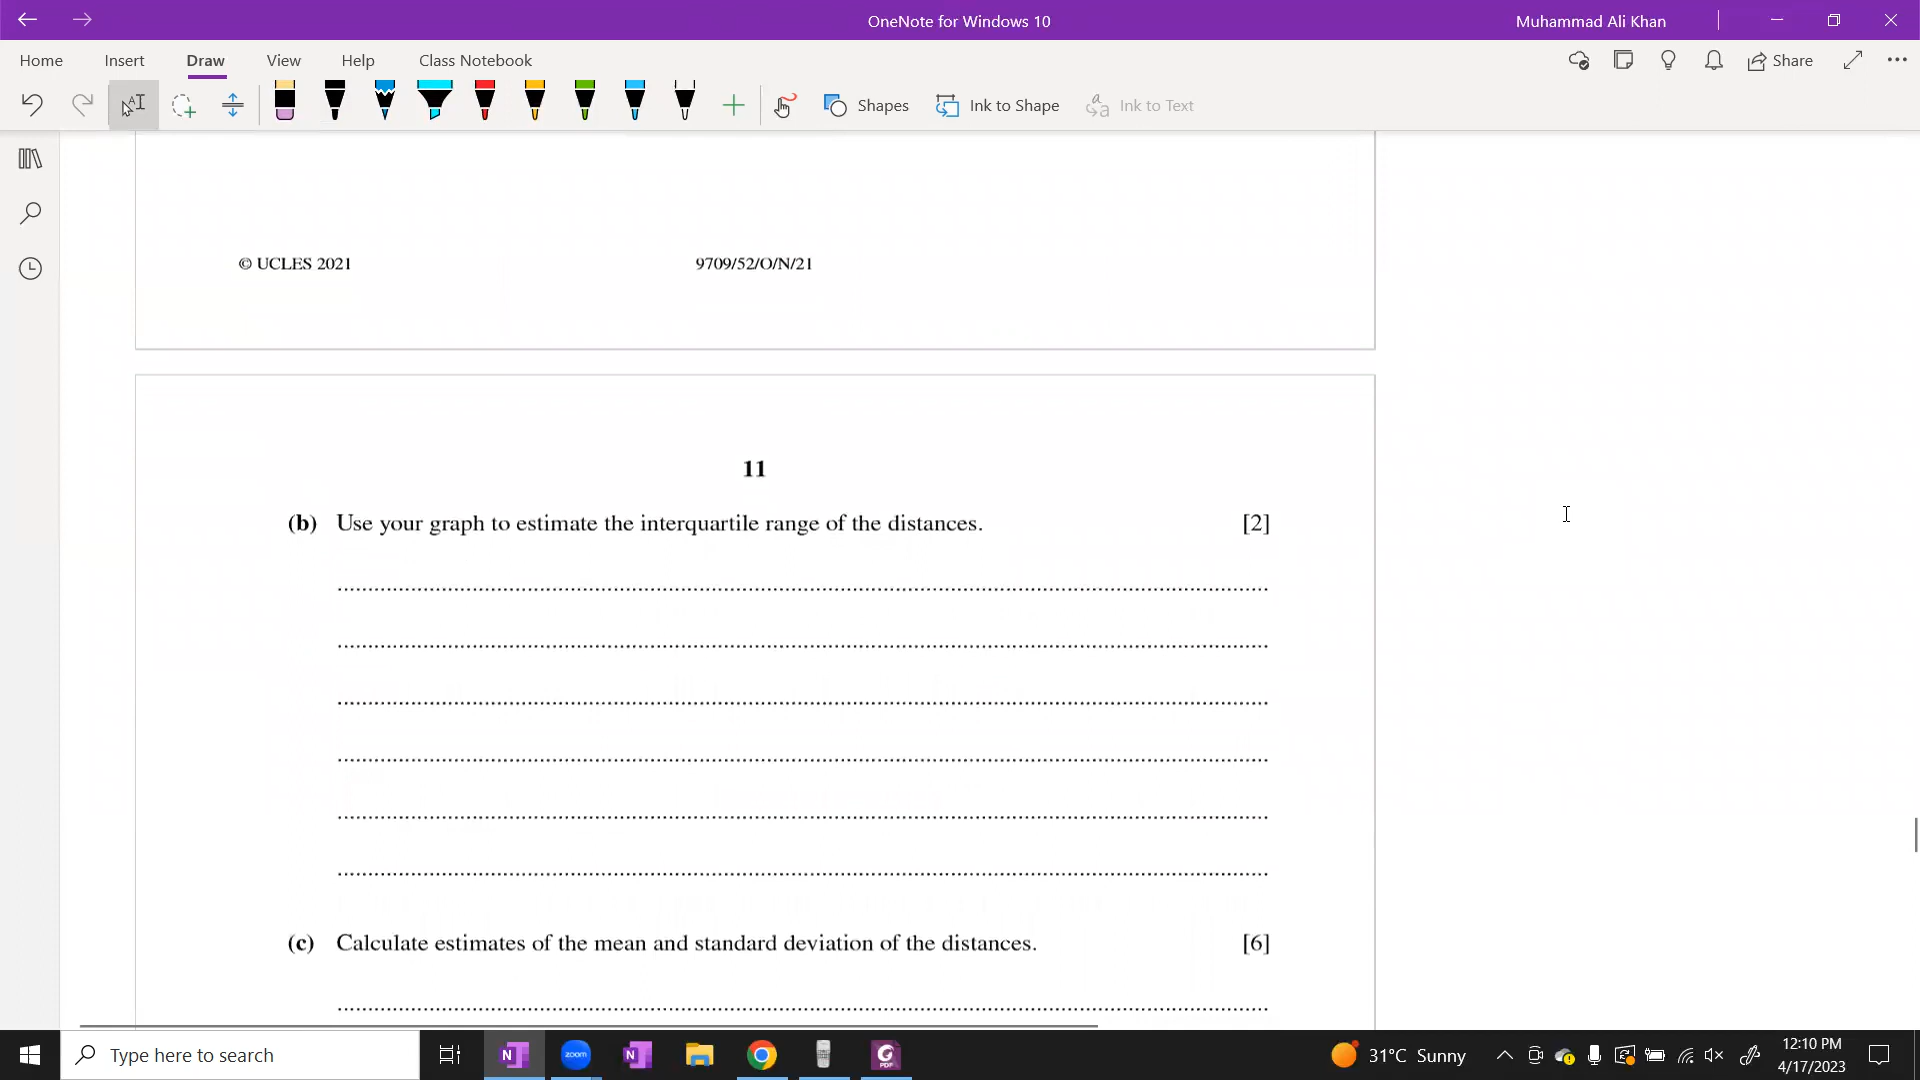 OneNote for Windows 10
Muhammad Ali Khan
Home Insert Draw View Help Class Notebook
Share
Shapes Ink to Shape Ink to Text
© UCLES 2021 9709/52/O/N/21
11
(b) Use your graph to estimate the interquartile range of the distances. [2]
(c) Calculate estimates of the mean and standard deviation of the distances. [6]
Type here to search
zoom
PDF
31°C Sunny
12:10 PM
4/17/2023